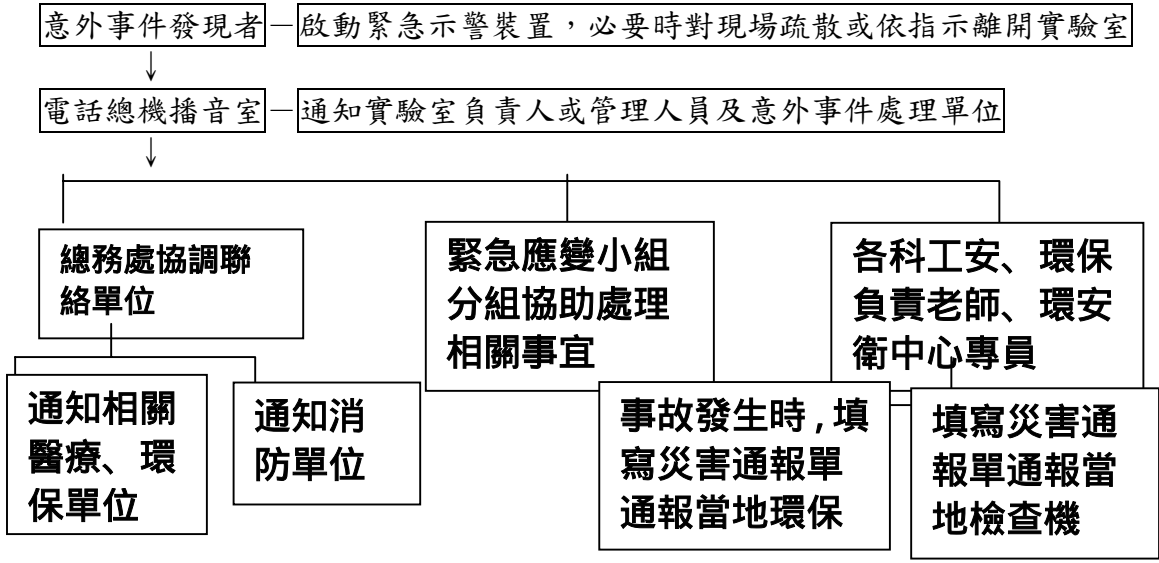 意外事件發現者－啟動緊急示警裝置，必要時對現場疏散或依指示離開實驗室
電話總機播音室－通知實驗室負責人或管理人員及意外事件處理單位
總務處協調聯
絡單位
緊急應變小組
分組協助處理
相關事宜
各科工安、環保
負責老師、環安
衛中心專員
通知相關
醫療、環
保單位
通知消
防單位
事故發生時,填
寫災害通報單
通報當地環保
填寫災害通
報單通報當
地檢查機